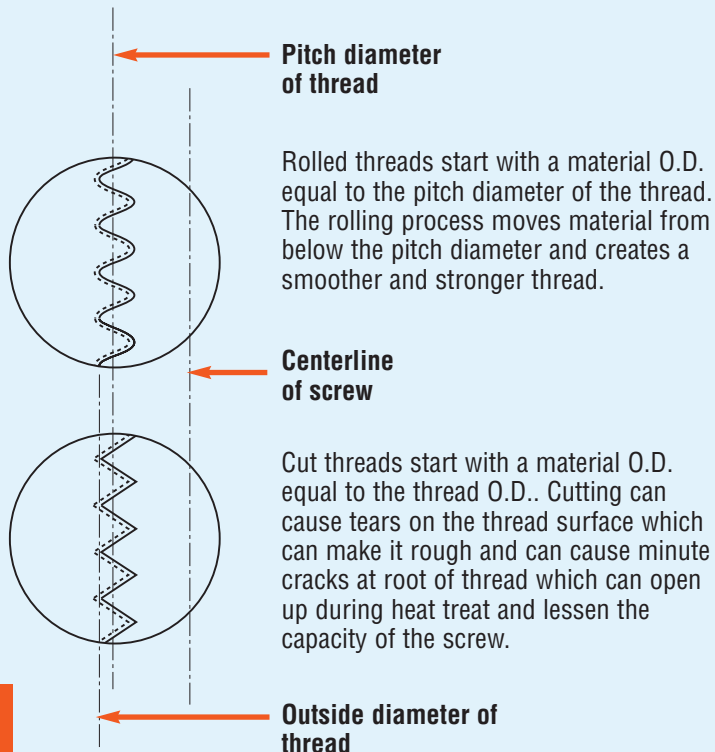 Pitch diameter
of thread
Rolled threads start with a material O.D.
equal to the pitch diameter of the thread.
The rolling process moves material from
below the pitch diameter and creates a
smoother and stronger thread.
Centerline
of screw
Cut threads start with a material O.D.
equal to the thread O.D.. Cutting can
cause tears on the thread surface which
can make it rough and can cause minute
cracks at root of thread which can open
up during heat treat and lessen the
capacity of the screw.
Outside diameter of
thread